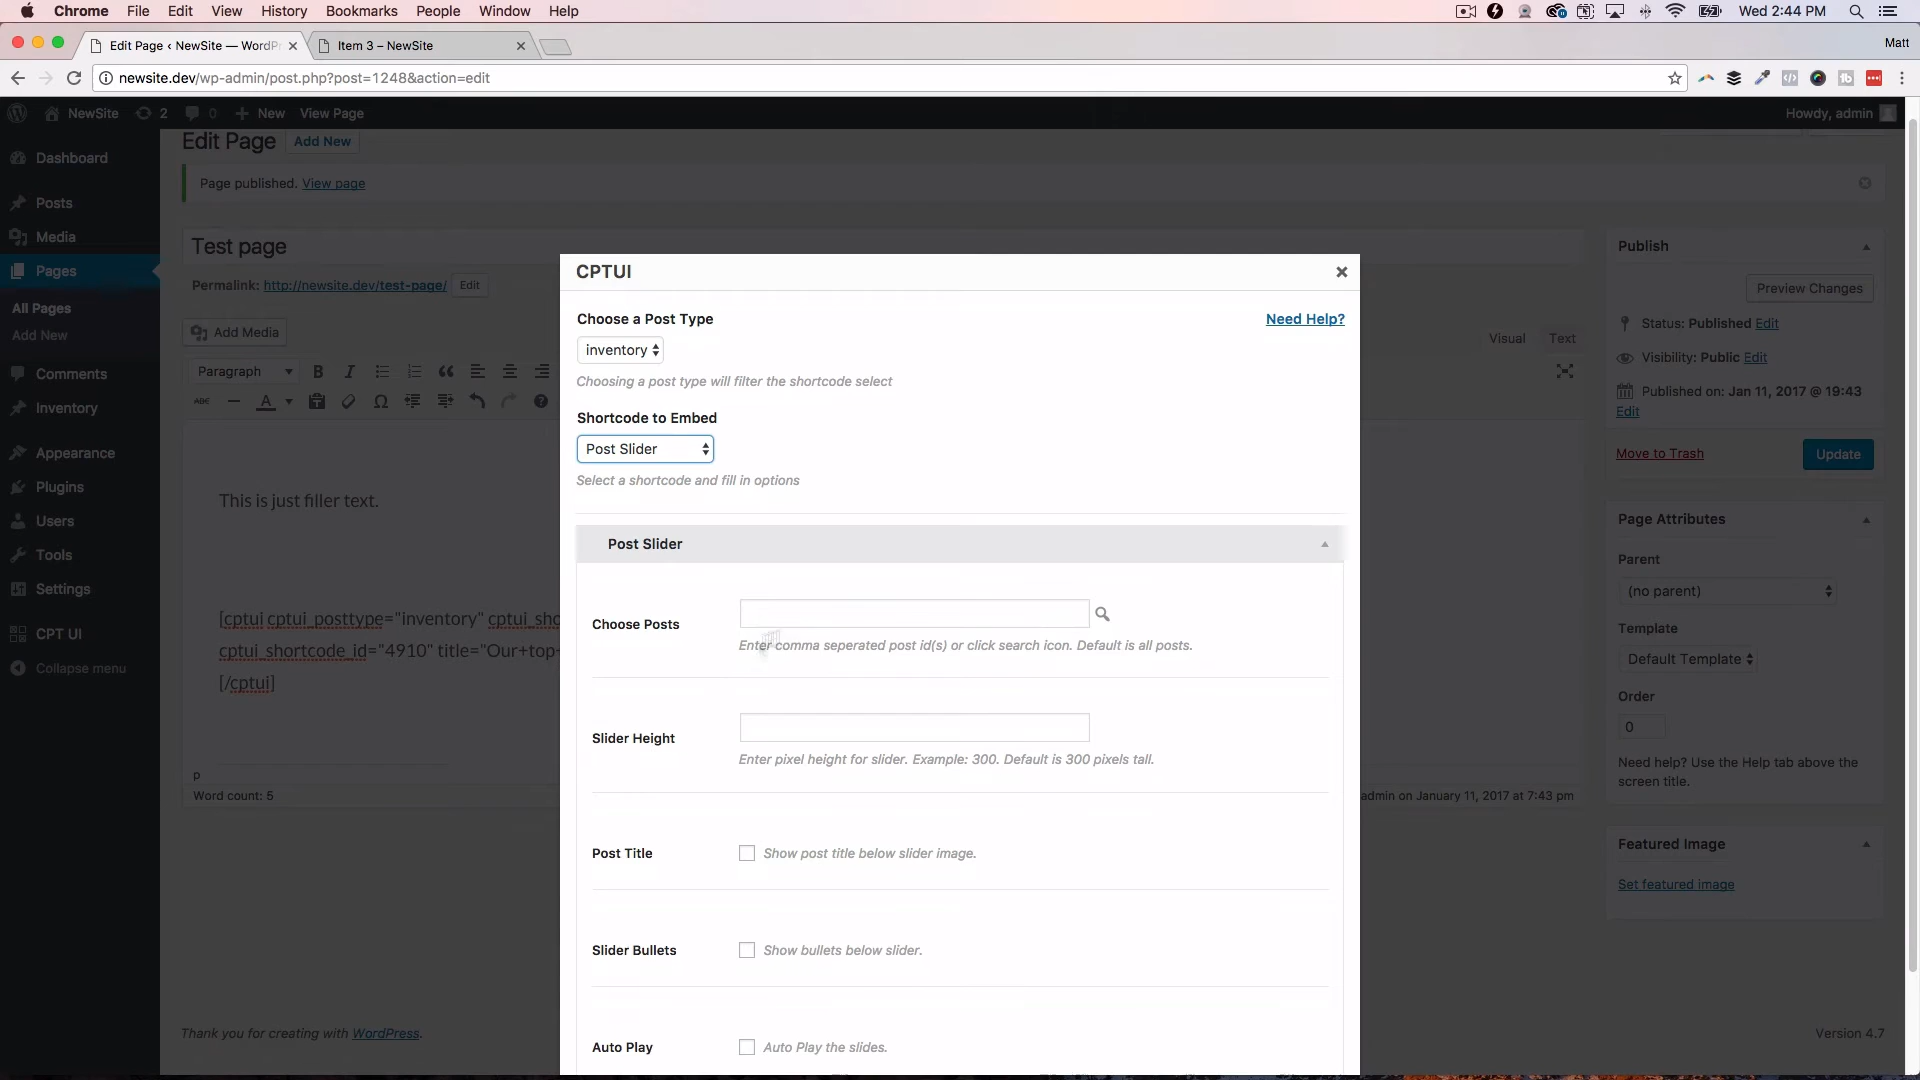 Chrome File Edit View History Bookmarks People Window Help Wed 2:44 PM
Edit Page ‹ NewSite — WordPr Item 3 – NewSite Matt
newsite.dev/wp-admin/post.php?post=1248&action=edit
NewSite 2 0 New View Page Howdy, admin
Edit Page Add New
Dashboard
Posts
Media
Pages
All Pages
Add New
Comments
Inventory
Appearance
Plugins
Users
Tools
Settings
CPT UI
Collapse menu
Page published. View page
Test page
Permalink: http://newsite.dev/test-page/ Edit
Add Media
Visual Text
Paragraph
This is just filler text.
[cptui cptui_posttype="inventory" cptui_sho
cptui_shortcode_id="4910" title="Our+top+
[/cptui]
p
Word count: 5
admin on January 11, 2017 at 7:43 pm
CPTUI
Choose a Post Type
Need Help?
inventory
Choosing a post type will filter the shortcode select
Shortcode to Embed
Post Slider
Select a shortcode and fill in options
Post Slider
Choose Posts
Enter comma seperated post id(s) or click search icon. Default is all posts.
Slider Height
Enter pixel height for slider. Example: 300. Default is 300 pixels tall.
Post Title
Show post title below slider image.
Slider Bullets
Show bullets below slider.
Auto Play
Auto Play the slides.
Publish
Preview Changes
Status: Published Edit
Visibility: Public Edit
Published on: Jan 11, 2017 @ 19:43
Edit
Move to Trash
Update
Page Attributes
Parent
(no parent)
Template
Default Template
Order
0
Need help? Use the Help tab above the
screen title.
Featured Image
Set featured image
Thank you for creating with WordPress.
Version 4.7